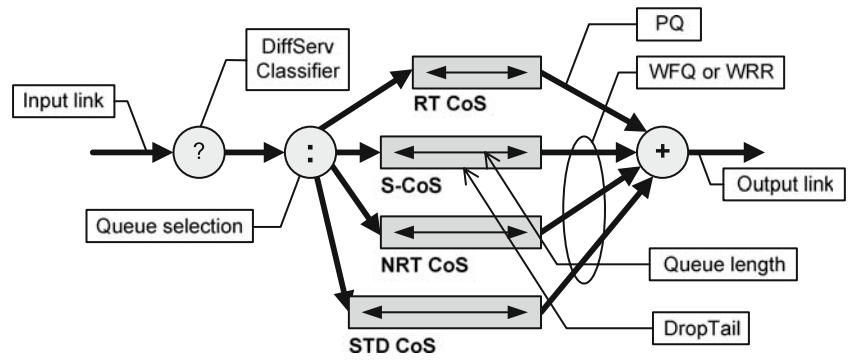 DiffServ
Classifier
PQ
WFQ or WRR
Input link
RT CoS
?
:
+
S-CoS
Output link
Queue selection
NRT CoS
Queue length
DropTail
STD CoS